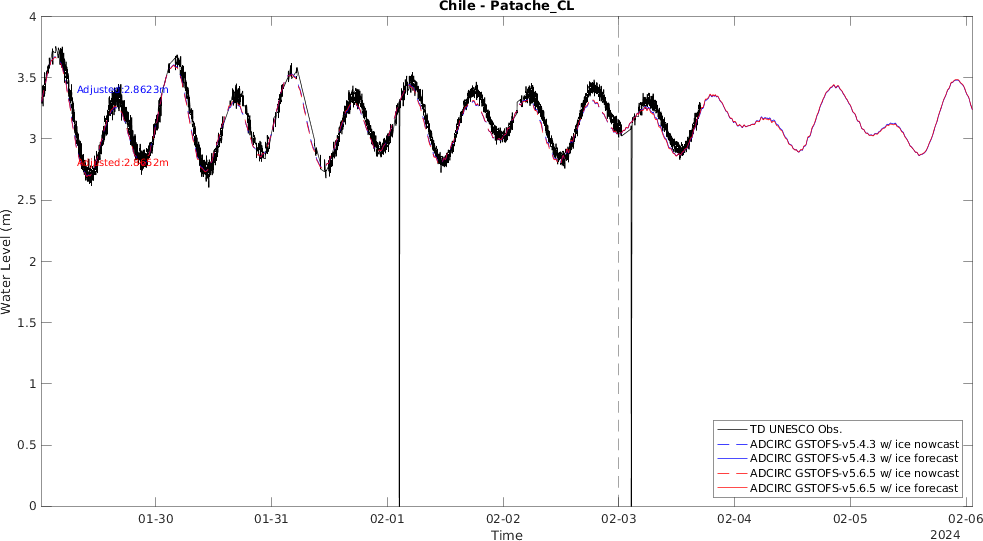 Chile - Patache_CL
4
3.5
3
2.5
2
1.5
1
0.5
0
Water Level (m)
Adjusted:2.8623m
01-30
01-31
02-01
02-02
02-03
02-04
02-05
02-06
Time
2024
TD UNESCO Obs.
ADCIRC GSTOFS-v5.4.3 w/ ice nowcast
ADCIRC GSTOFS-v5.4.3 w/ ice forecast
ADCIRC GSTOFS-v5.6.5 w/ ice nowcast
ADCIRC GSTOFS-v5.6.5 w/ ice forecast